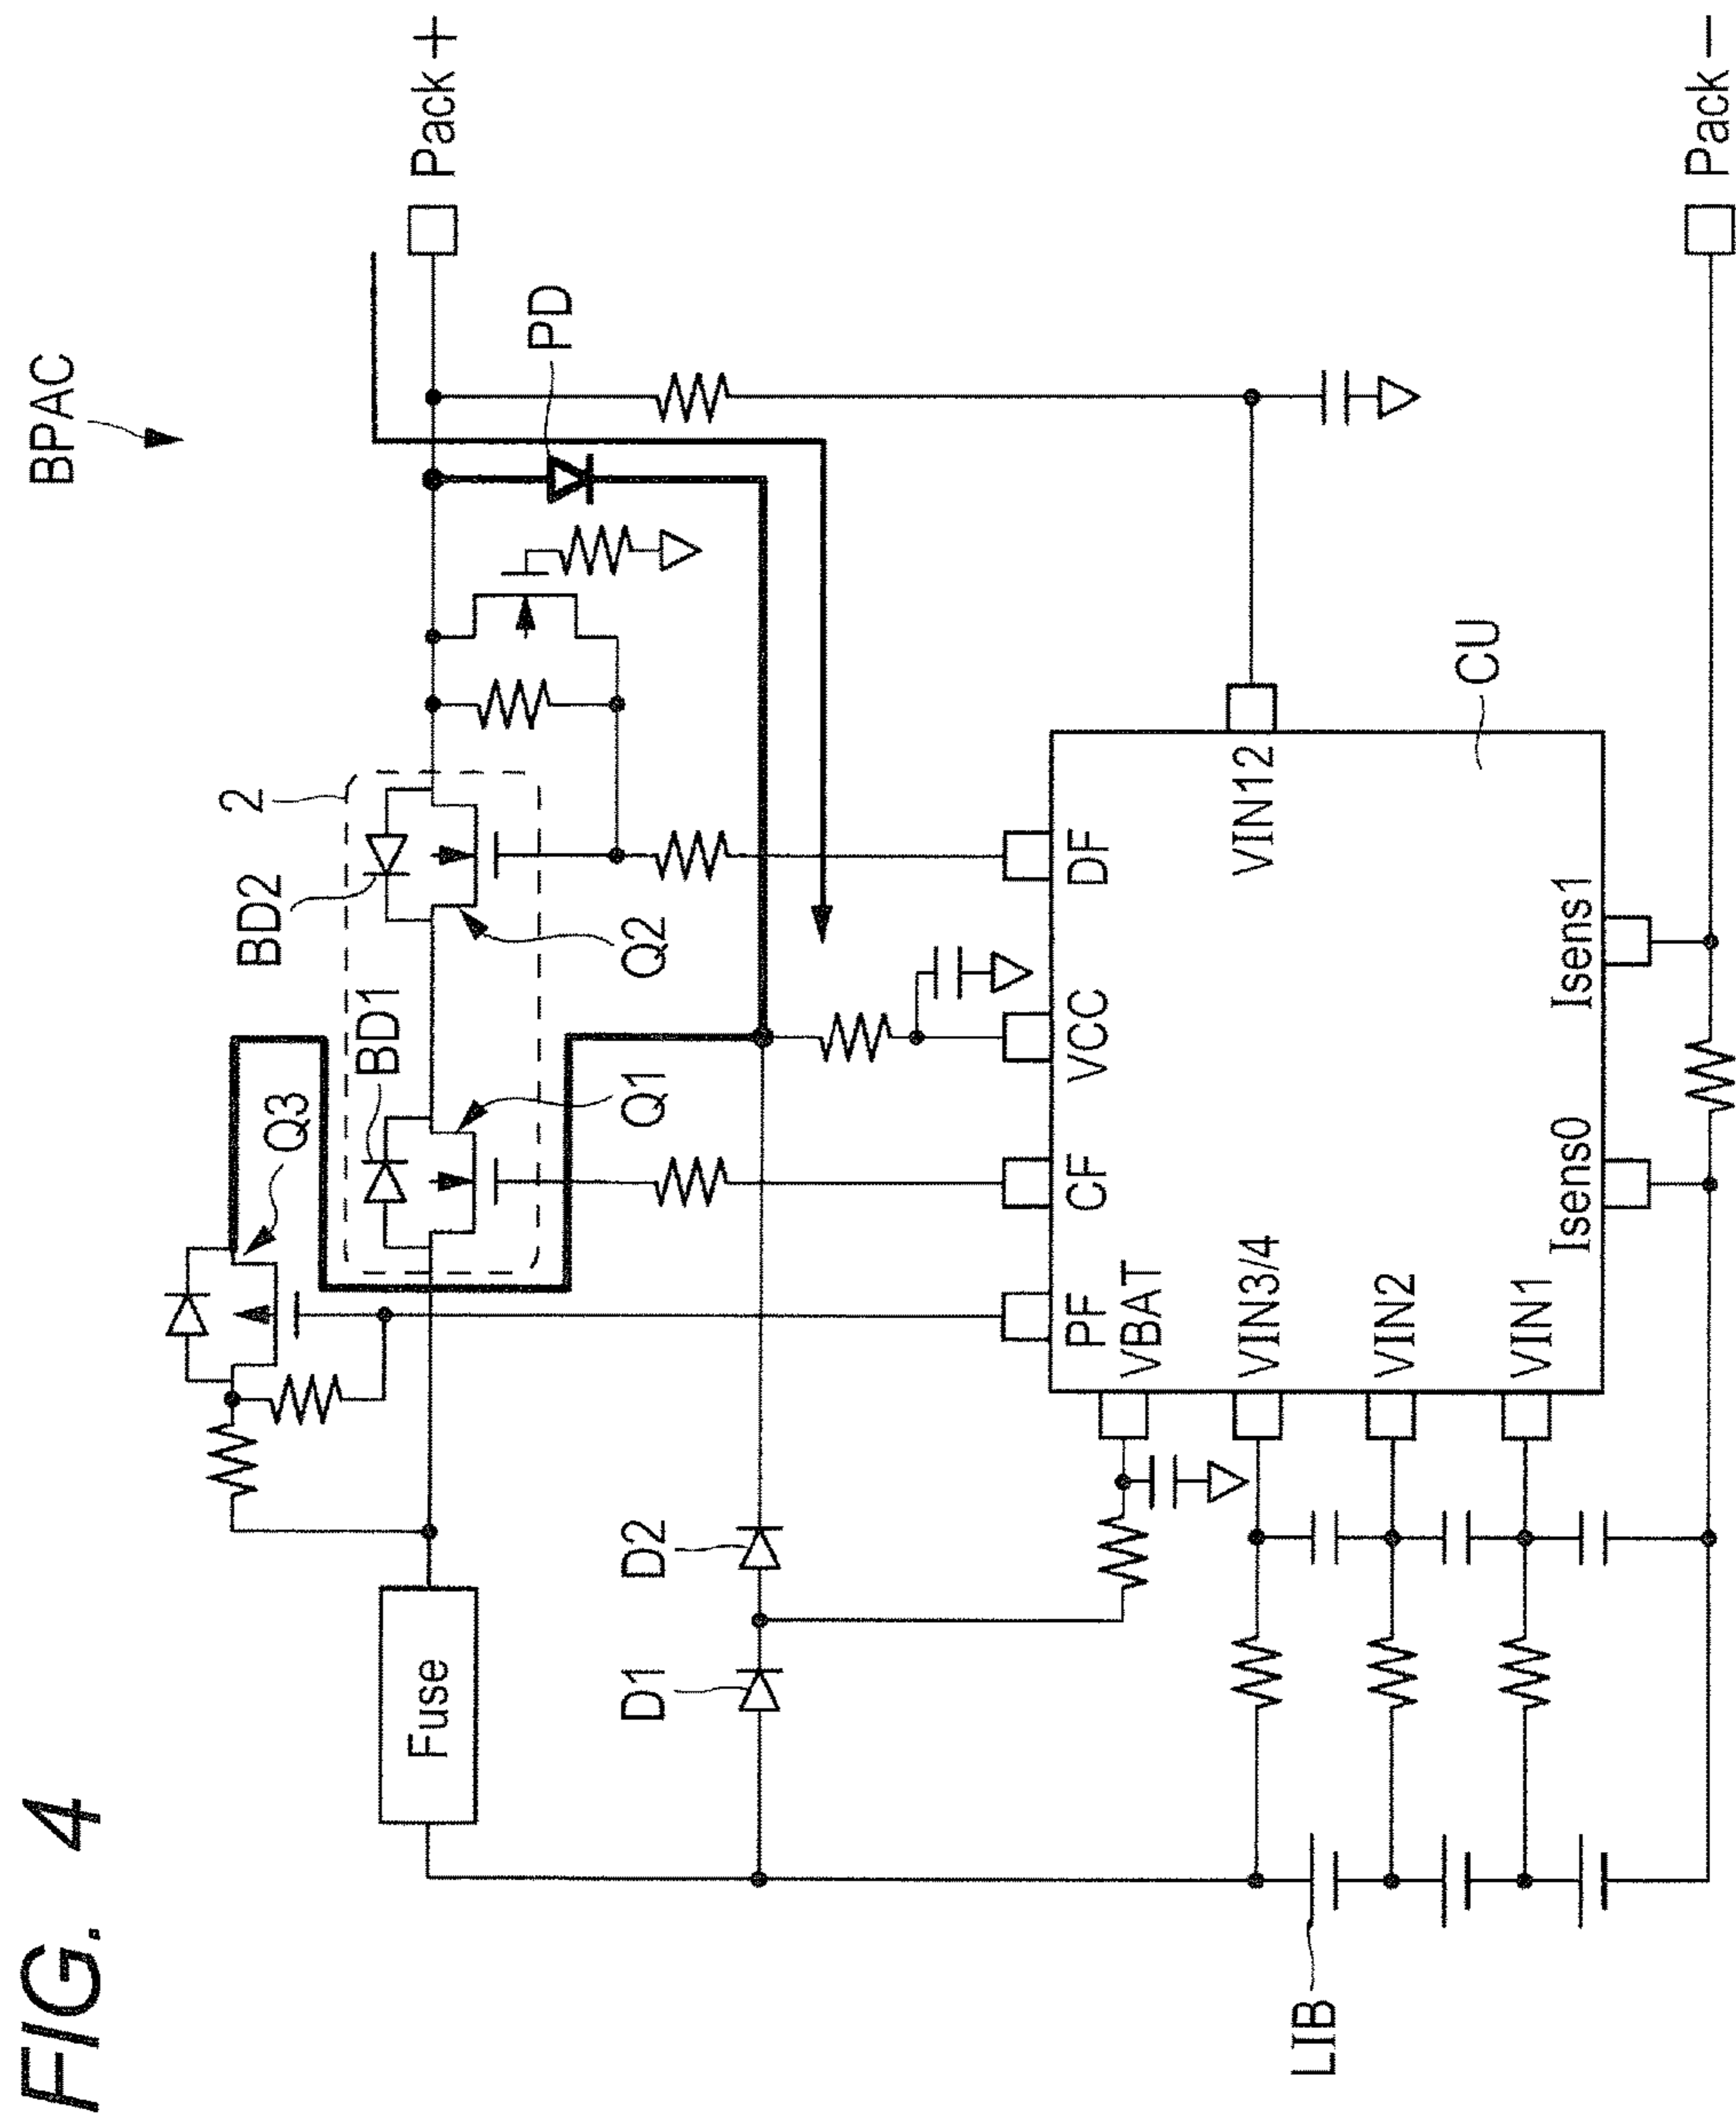 FIG. 4
BPAC
Q3
2
BD2
BD1
Q1
Q2
PD
Pack+
Fuse
D1
D2
PF
CF
VCC
DF
VBAT
VIN12
VIN3/4
VIN2
VIN1
CU
Isens0
Isens1
LIB
Pack−